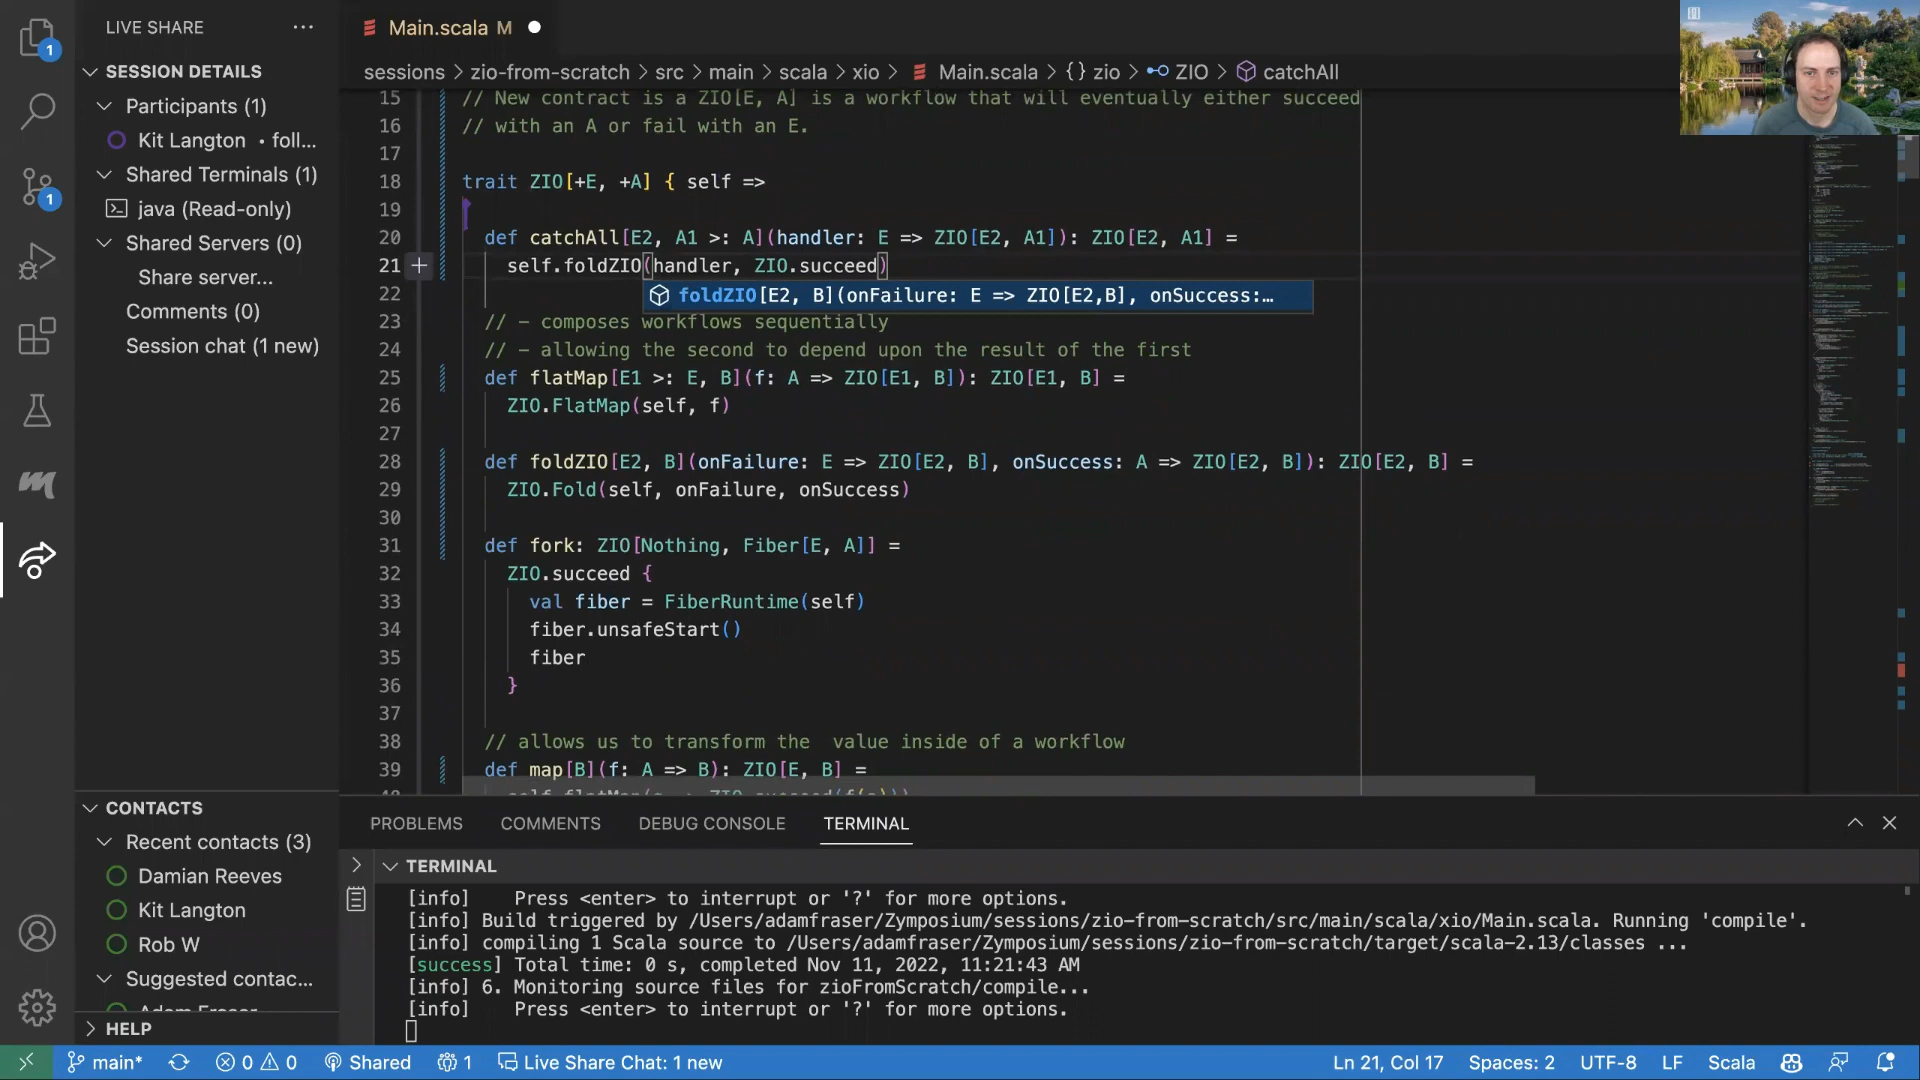 LIVE SHARE
SESSION DETAILS
Participants (1)
Kit Langton • foll...
Shared Terminals (1)
java (Read-only)
Shared Servers (0)
Share server...
Comments (0)
Session chat (1 new)
CONTACTS
Recent contacts (3)
Damian Reeves
Kit Langton
Rob W
Suggested contac...
Adam Fraser
HELP
1
1
Main.scala M
sessions > zio-from-scratch > src > main > scala > xio > Main.scala > {} zio > ZIO > catchAll
15 // New contract is a ZIO[E, A] is a workflow that will eventually either succeed
16 // with an A or fail with an E.
17
18 trait ZIO[+E, +A] { self =>
19
20 def catchAll[E2, A1 >: A](handler: E => ZIO[E2, A1]): ZIO[E2, A1] =
21 self.foldZIO(handler, ZIO.succeed)
22 foldZIO[E2, B](onFailure: E => ZIO[E2,B], onSuccess:...
23 // - composes workflows sequentially
24 // - allowing the second to depend upon the result of the first
25 def flatMap[E1 >: E, B](f: A => ZIO[E1, B]): ZIO[E1, B] =
26 ZIO.FlatMap(self, f)
27
28 def foldZIO[E2, B](onFailure: E => ZIO[E2, B], onSuccess: A => ZIO[E2, B]): ZIO[E2, B] =
29 ZIO.Fold(self, onFailure, onSuccess)
30
31 def fork: ZIO[Nothing, Fiber[E, A]] =
32 ZIO.succeed {
33 val fiber = FiberRuntime(self)
34 fiber.unsafeStart()
35 fiber
36 }
37
38 // allows us to transform the  value inside of a workflow
39 def map[B](f: A => B): ZIO[E, B] =
PROBLEMS COMMENTS DEBUG CONSOLE TERMINAL
TERMINAL
[info] Press <enter> to interrupt or '?' for more options.
[info] Build triggered by /Users/adamfraser/Zymposium/sessions/zio-from-scratch/src/main/scala/xio/Main.scala. Running 'compile'.
[info] compiling 1 Scala source to /Users/adamfraser/Zymposium/sessions/zio-from-scratch/target/scala-2.13/classes ...
[success] Total time: 0 s, completed Nov 11, 2022, 11:21:43 AM
[info] 6. Monitoring source files for zioFromScratch/compile...
[info] Press <enter> to interrupt or '?' for more options.
main* 0 0 Shared 1 Live Share Chat: 1 new Ln 21, Col 17 Spaces: 2 UTF-8 LF Scala